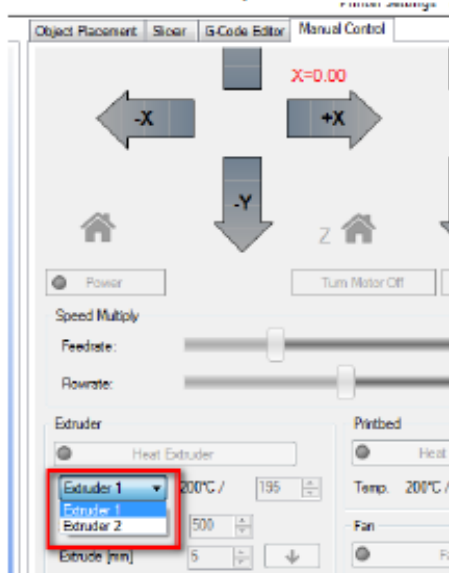 Printer Settings
Object Placement Slicer G-Code Editor Manual Control
X=0.00
-X +X
-Y
Z
Power Turn Motor Off
Speed Multiply
Feedrate:
Flowrate:
Extruder Printbed
Heat Extruder Heat
Extruder 1 200°C / 195 Temp. 200°C /
Extruder 1
Extruder 2 500 Fan
Extrude [mm] 5